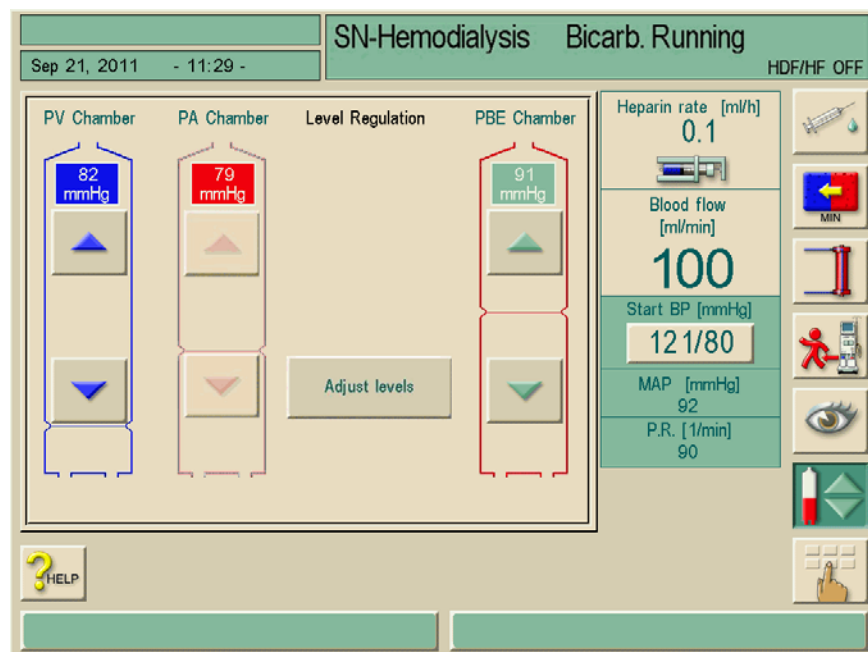 SN-Hemodialysis Bicarb. Running
Sep 21, 2011 - 11:29 -
HDF/HF OFF
PV Chamber PA Chamber Level Regulation PBE Chamber
82
mmHg
79
mmHg
91
mmHg
Adjust levels
Heparin rate [ml/h]
0.1
Blood flow
[ml/min]
100
Start BP [mmHg]
121/80
MAP [mmHg]
92
P.R. [1/min]
90
MIN
HELP